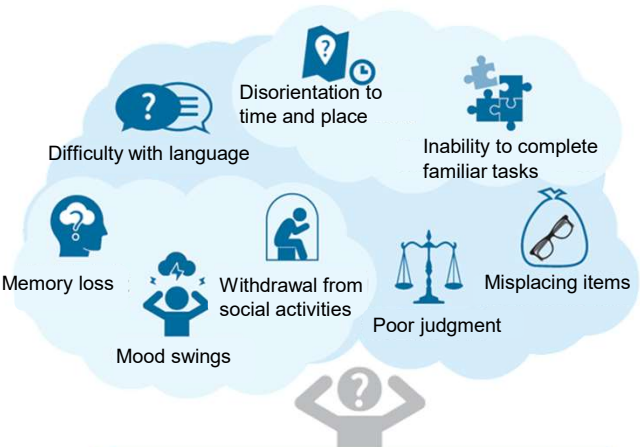 Disorientation to
time and place
Difficulty with language
Inability to complete
familiar tasks
Memory loss
Withdrawal from
social activities
Misplacing items
Mood swings
Poor judgment